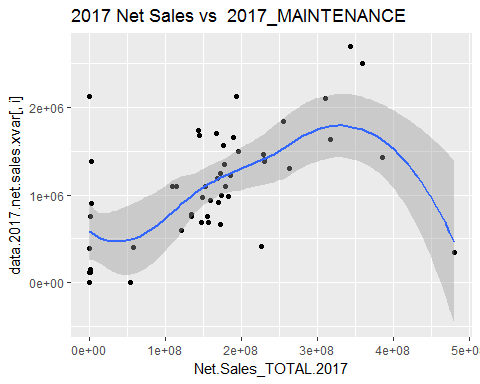 2017 Net Sales vs  2017_MAINTENANCE
data.2017.net.sales.xvar[, i]
2e+06
1e+06
0e+00
0e+00 1e+08 2e+08 3e+08 4e+08 5e+08
Net.Sales_TOTAL.2017